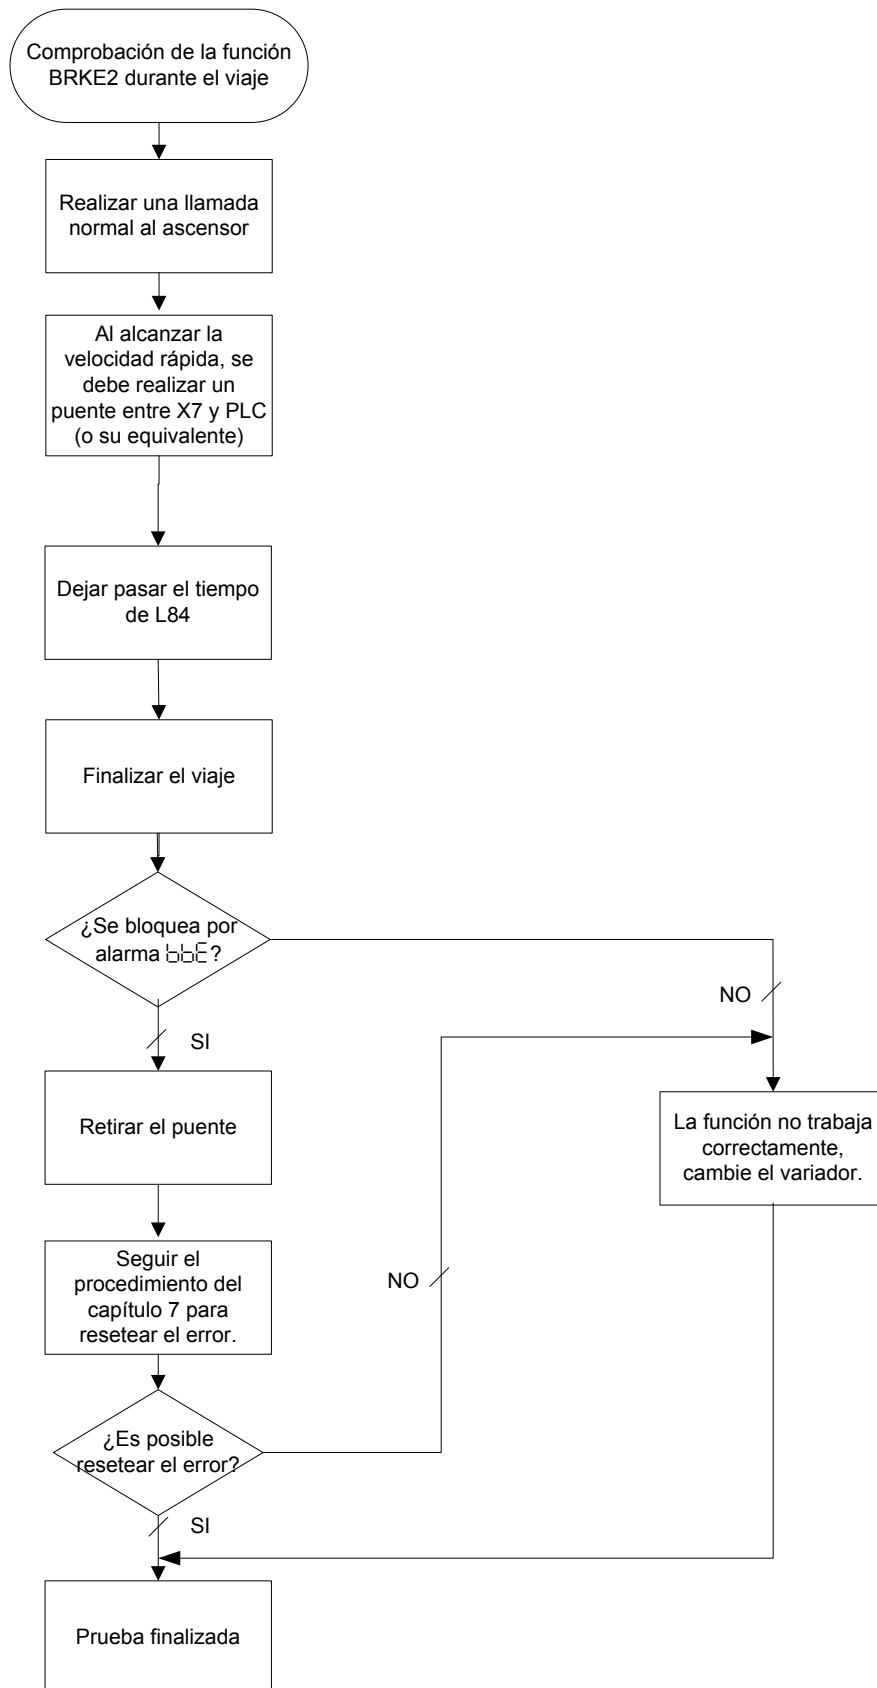 Comprobación de la función
BRKE2 durante el viaje
Realizar una llamada
normal al ascensor
Al alcanzar la
velocidad rápida, se
debe realizar un
puente entre X7 y PLC
(o su equivalente)
Dejar pasar el tiempo
de L84
Finalizar el viaje
¿Se bloquea por
alarma bbE?
NO
SI
Retirar el puente
La función no trabaja
correctamente,
cambie el variador.
Seguir el
procedimiento del
capítulo 7 para
resetear el error.
NO
¿Es posible
resetear el error?
SI
Prueba finalizada